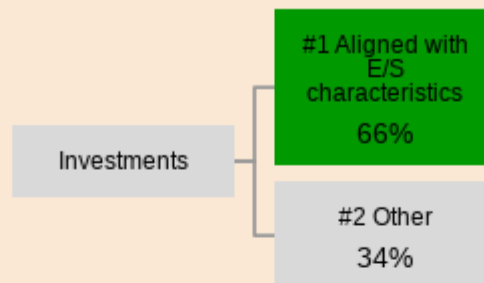 Investments
#1 Aligned with
E/S
characteristics
66%
#2 Other
34%